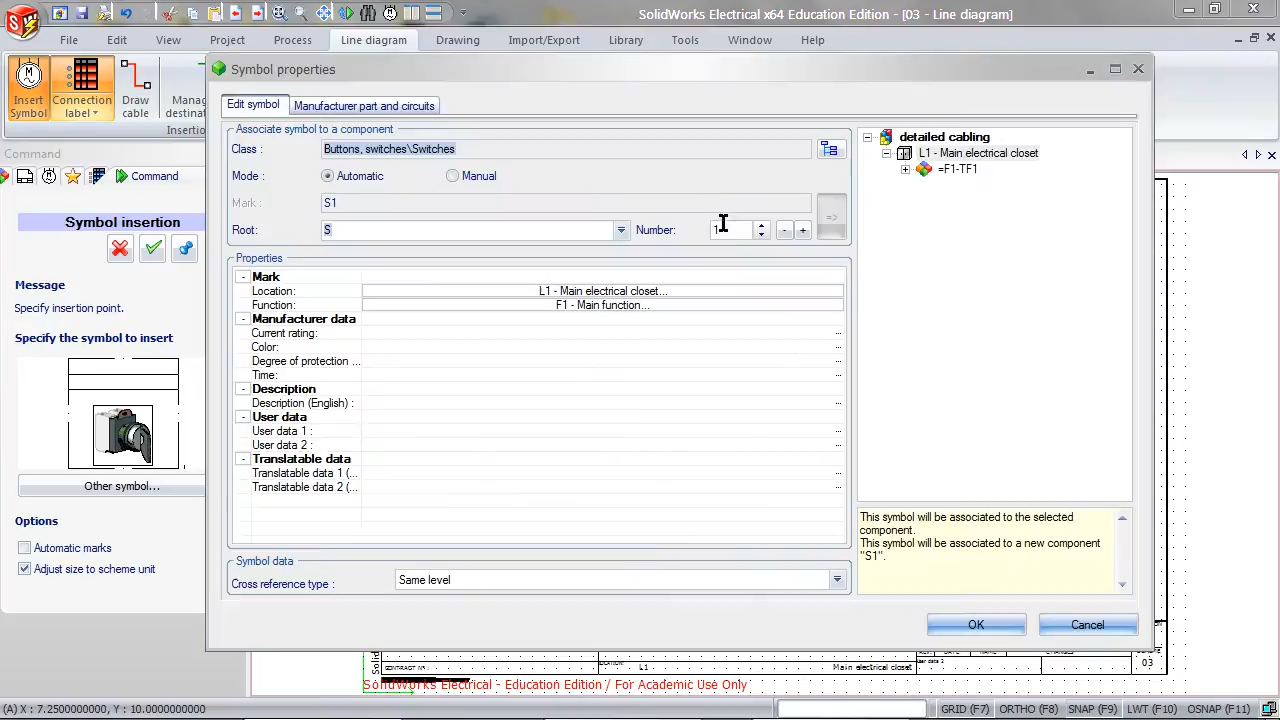 SolidWorks Electrical x64 Education Edition - [03 - Line diagram]
File Edit View Project Process Line diagram Drawing Import/Export Library Tools Window Help
Insert Symbol
Connection label
Draw cable
Insertio
Command
Command
Symbol insertion
Message
Specify insertion point.
Specify the symbol to insert
Other symbol...
Options
Automatic marks
Adjust size to scheme unit
Symbol properties
Edit symbol
Manufacturer part and circuits
Associate symbol to a component
Class : Buttons, switches\Switches
Mode : Automatic Manual
Mark : S1
Root: S Number: 1
Properties
Mark
Location: L1 - Main electrical closet...
Function: F1 - Main function...
Manufacturer data
Current rating:
Color:
Degree of protection ...
Time:
Description
Description (English) :
User data
User data 1 :
User data 2 :
Translatable data
Translatable data 1 (...
Translatable data 2 (...
Symbol data
Cross reference type : Same level
detailed cabling
L1 - Main electrical closet
=F1-TF1
This symbol will be associated to the selected
component.
This symbol will be associated to a new component
"S1".
OK
Cancel
CONTRACT N°:
L1
Main electrical closet
User data 2
03
SolidWorks Electrical - Education Edition / For Academic Use Only
(A) X : 7.2500000000, Y : 10.0000000000
GRID (F7) ORTHO (F8) SNAP (F9) LWT (F10) OSNAP (F11)